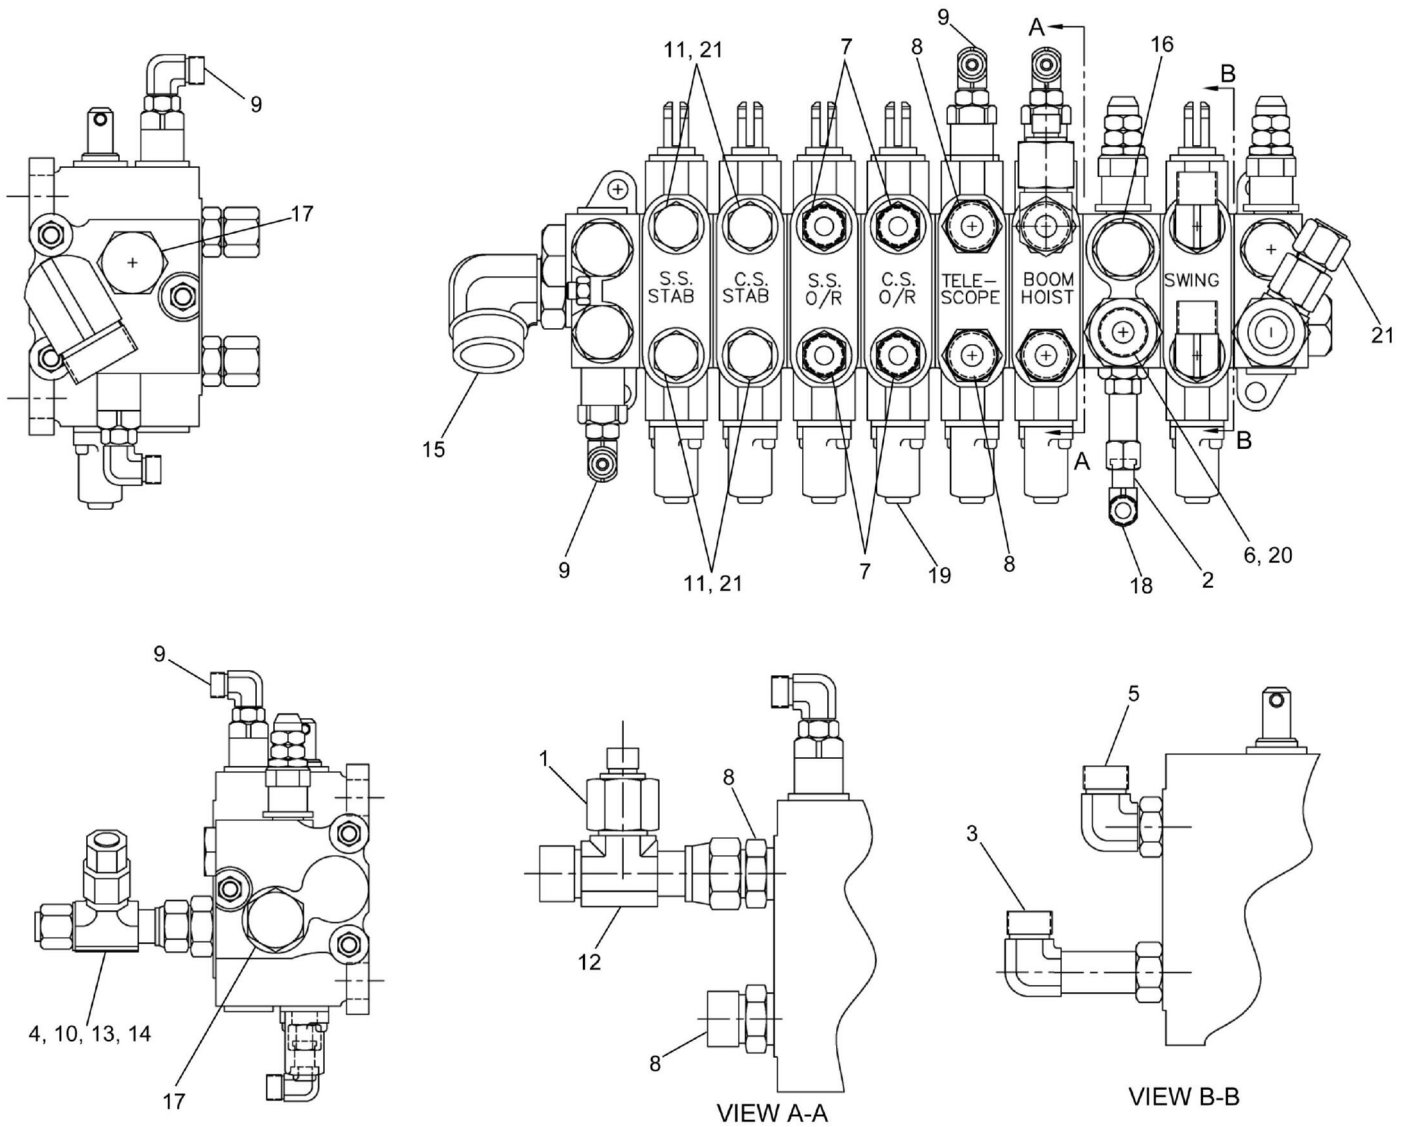 9
A
11, 21
7
8
16
B
9
17
S.S.
STAB
C.S.
STAB
S.S.
O/R
C.S.
O/R
TELE-
SCOPE
BOOM
HOIST
SWING
21
15
A
B
9
11, 21
7
19
8
18
2
6, 20
9
1
8
5
3
12
4, 10, 13, 14
8
17
VIEW A-A
VIEW B-B